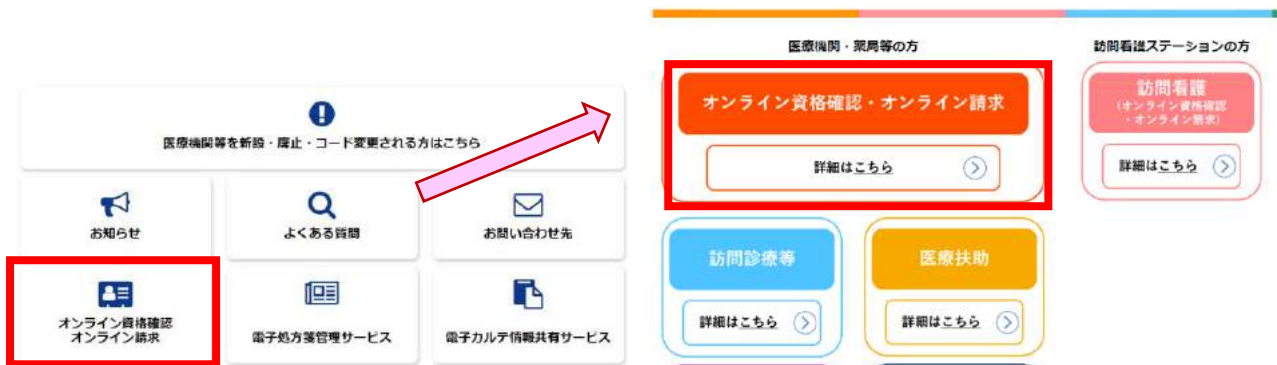 医療機関等を新設・廃止・コード変更される方はこちら
お知らせ
よくある質問
お問い合わせ先
オンライン資格確認
オンライン請求
電子処方箋管理サービス
電子カルテ情報共有サービス
医療機関・薬局等の方
オンライン資格確認・オンライン請求
詳細はこちら
訪問看護ステーションの方
訪問看護
(オンライン資格確認
・オンライン請求)
詳細はこちら
訪問診療等
詳細はこちら
医療扶助
詳細はこちら